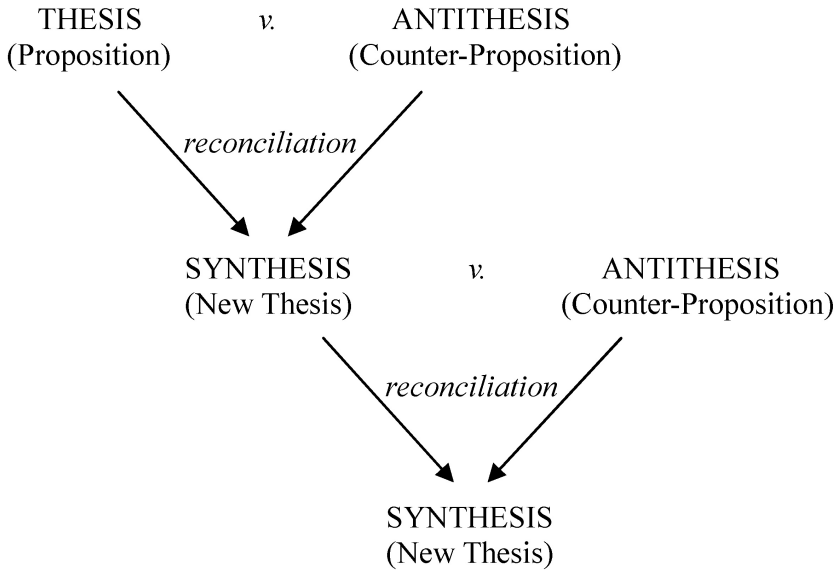 THESIS v. ANTITHESIS
(Proposition) (Counter-Proposition)
reconciliation
SYNTHESIS v. ANTITHESIS
(New Thesis) (Counter-Proposition)
reconciliation
SYNTHESIS
(New Thesis)